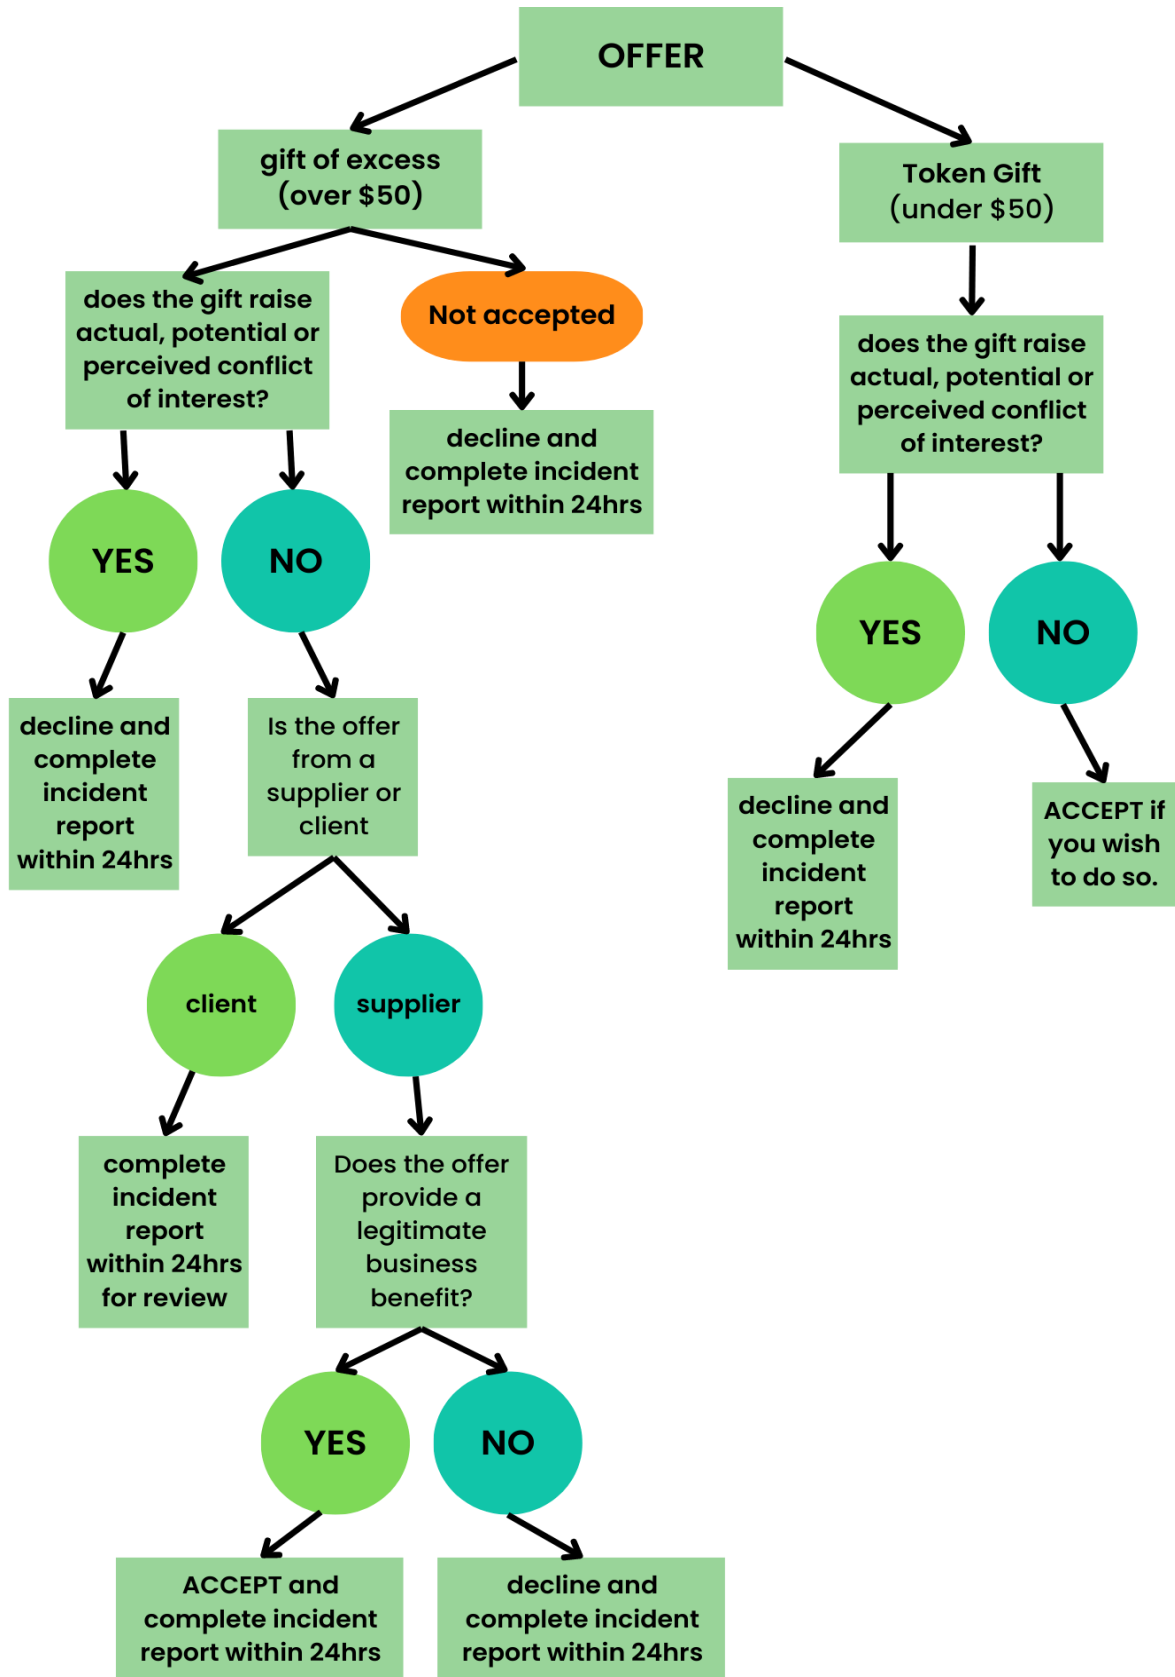 OFFER
gift of excess
(over $50)
Token Gift
(under $50)
does the gift raise
actual, potential or
perceived conflict
of interest?
Not accepted
does the gift raise
actual, potential or
perceived conflict
of interest?
decline and
complete incident
report within 24hrs
YES
NO
YES
NO
decline and
complete
incident
report
within 24hrs
Is the offer
from a
supplier or
client
decline and
complete
incident
report
within 24hrs
ACCEPT if
you wish
to do so.
client
supplier
complete
incident
report
within 24hrs
for review
Does the offer
provide a
legitimate
business
benefit?
YES
NO
ACCEPT and
complete incident
report within 24hrs
decline and
complete incident
report within 24hrs